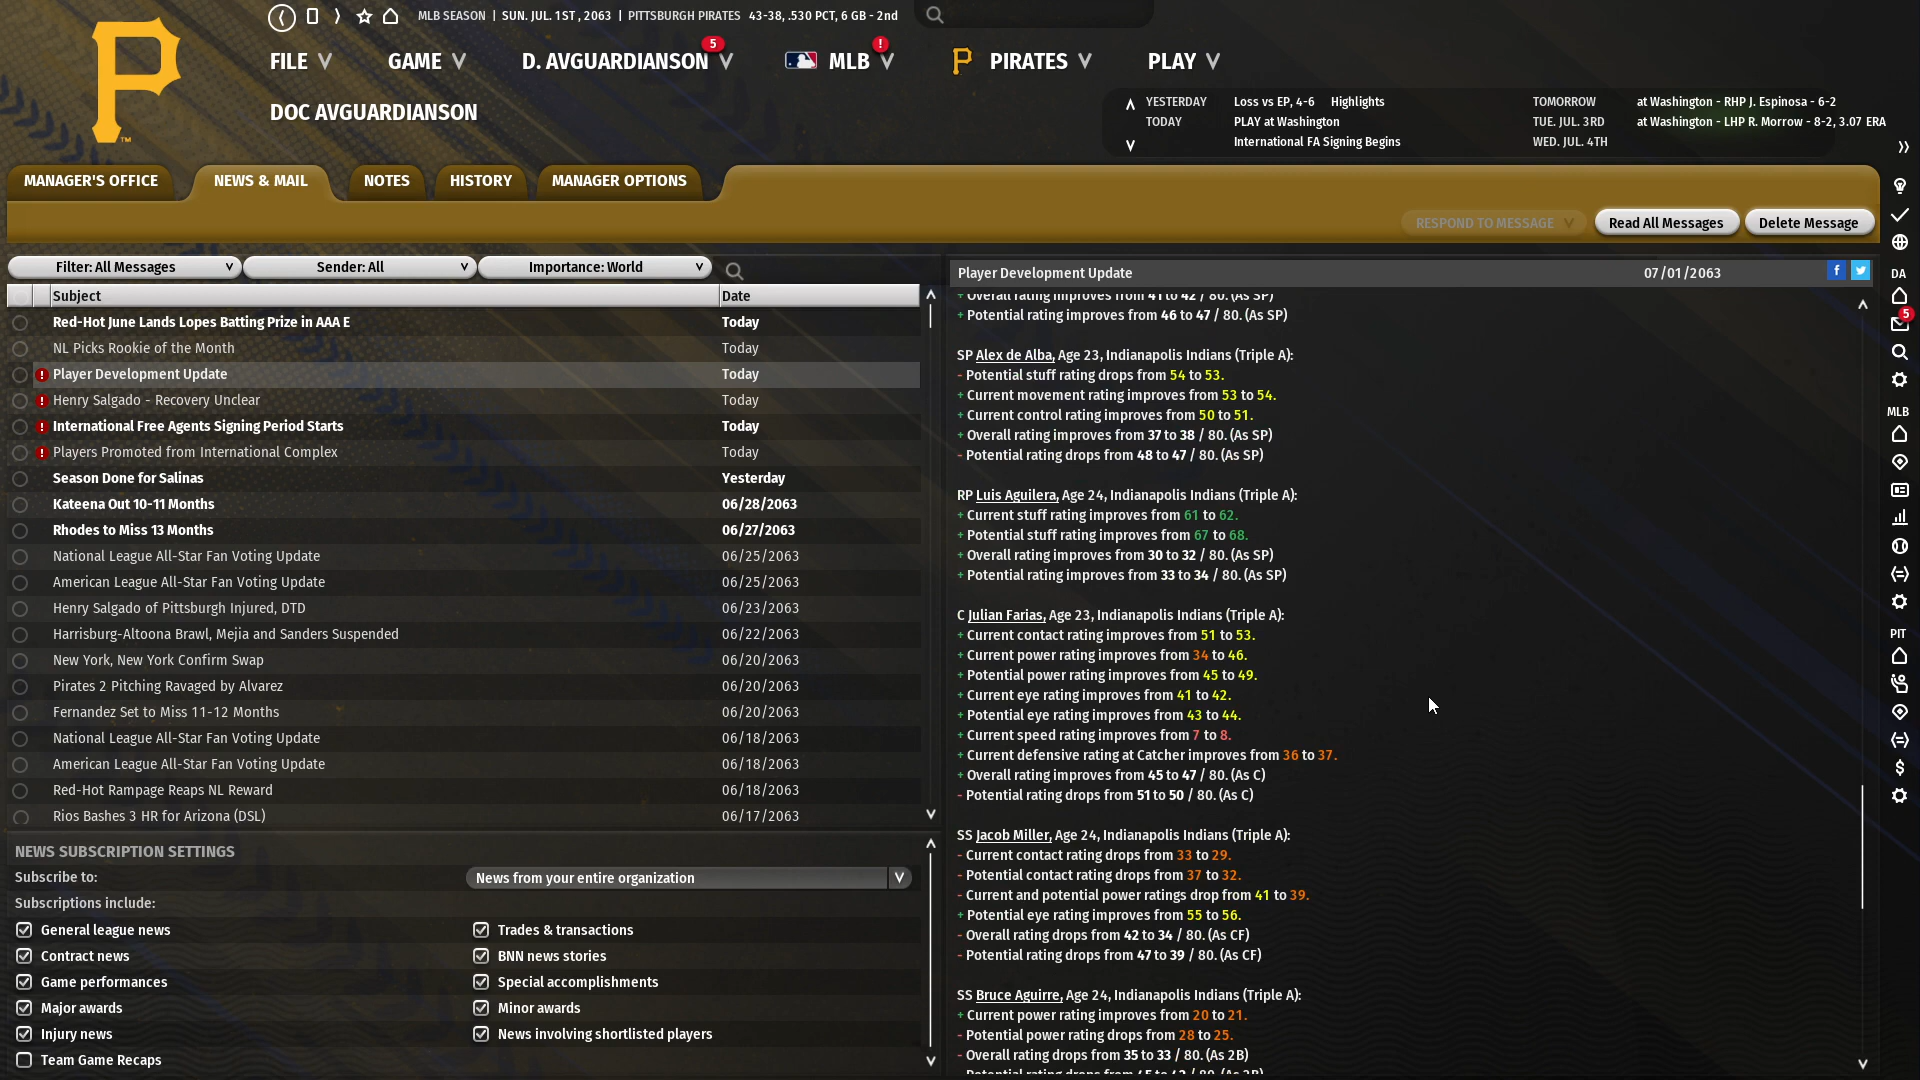 MLB SEASON | SUN. JUL. 1ST , 2063 | PITTSBURGH PIRATES 43-38, .530 PCT, 6 GB - 2nd
FILE
GAME
D. AVGUARDIANSON
5
MLB
!
PIRATES
PLAY
DOC AVGUARDIANSON
YESTERDAY Loss vs EP, 4-6 Highlights
TODAY PLAY at Washington
International FA Signing Begins
TOMORROW at Washington - RHP J. Espinosa - 6-2
TUE. JUL. 3RD at Washington - LHP R. Morrow - 8-2, 3.07 ERA
WED. JUL. 4TH
MANAGER'S OFFICE
NEWS & MAIL
NOTES
HISTORY
MANAGER OPTIONS
RESPOND TO MESSAGE
Read All Messages
Delete Message
Filter: All Messages
Sender: All
Importance: World
Subject Date
Red-Hot June Lands Lopes Batting Prize in AAA E Today
NL Picks Rookie of the Month Today
! Player Development Update Today
! Henry Salgado - Recovery Unclear Today
! International Free Agents Signing Period Starts Today
! Players Promoted from International Complex Today
Season Done for Salinas Yesterday
Kateena Out 10-11 Months 06/28/2063
Rhodes to Miss 13 Months 06/27/2063
National League All-Star Fan Voting Update 06/25/2063
American League All-Star Fan Voting Update 06/25/2063
Henry Salgado of Pittsburgh Injured, DTD 06/23/2063
Harrisburg-Altoona Brawl, Mejia and Sanders Suspended 06/22/2063
New York, New York Confirm Swap 06/20/2063
Pirates 2 Pitching Ravaged by Alvarez 06/20/2063
Fernandez Set to Miss 11-12 Months 06/20/2063
National League All-Star Fan Voting Update 06/18/2063
American League All-Star Fan Voting Update 06/18/2063
Red-Hot Rampage Reaps NL Reward 06/18/2063
Rios Bashes 3 HR for Arizona (DSL) 06/17/2063
NEWS SUBSCRIPTION SETTINGS
Subscribe to: News from your entire organization
Subscriptions include:
General league news Trades & transactions
Contract news BNN news stories
Game performances Special accomplishments
Major awards Minor awards
Injury news News involving shortlisted players
Team Game Recaps
Player Development Update 07/01/2063
+ Overall rating improves from 41 to 42 / 80. (As SP)
+ Potential rating improves from 46 to 47 / 80. (As SP)
SP Alex de Alba, Age 23, Indianapolis Indians (Triple A):
- Potential stuff rating drops from 54 to 53.
+ Current movement rating improves from 53 to 54.
+ Current control rating improves from 50 to 51.
+ Overall rating improves from 37 to 38 / 80. (As SP)
- Potential rating drops from 48 to 47 / 80. (As SP)
RP Luis Aguilera, Age 24, Indianapolis Indians (Triple A):
+ Current stuff rating improves from 61 to 62.
+ Potential stuff rating improves from 67 to 68.
+ Overall rating improves from 30 to 32 / 80. (As SP)
+ Potential rating improves from 33 to 34 / 80. (As SP)
C Julian Farias, Age 23, Indianapolis Indians (Triple A):
+ Current contact rating improves from 51 to 53.
+ Current power rating improves from 34 to 46.
+ Potential power rating improves from 45 to 49.
+ Current eye rating improves from 41 to 42.
+ Potential eye rating improves from 43 to 44.
+ Current speed rating improves from 7 to 8.
+ Current defensive rating at Catcher improves from 36 to 37.
+ Overall rating improves from 45 to 47 / 80. (As C)
- Potential rating drops from 51 to 50 / 80. (As C)
SS Jacob Miller, Age 24, Indianapolis Indians (Triple A):
- Current contact rating drops from 33 to 29.
- Potential contact rating drops from 37 to 32.
- Current and potential power ratings drop from 41 to 39.
+ Potential eye rating improves from 55 to 56.
- Overall rating drops from 42 to 34 / 80. (As CF)
- Potential rating drops from 47 to 39 / 80. (As CF)
SS Bruce Aguirre, Age 24, Indianapolis Indians (Triple A):
+ Current power rating improves from 20 to 21.
- Potential power rating drops from 28 to 25.
- Overall rating drops from 35 to 33 / 80. (As 2B)
DA
5
MLB
PIT